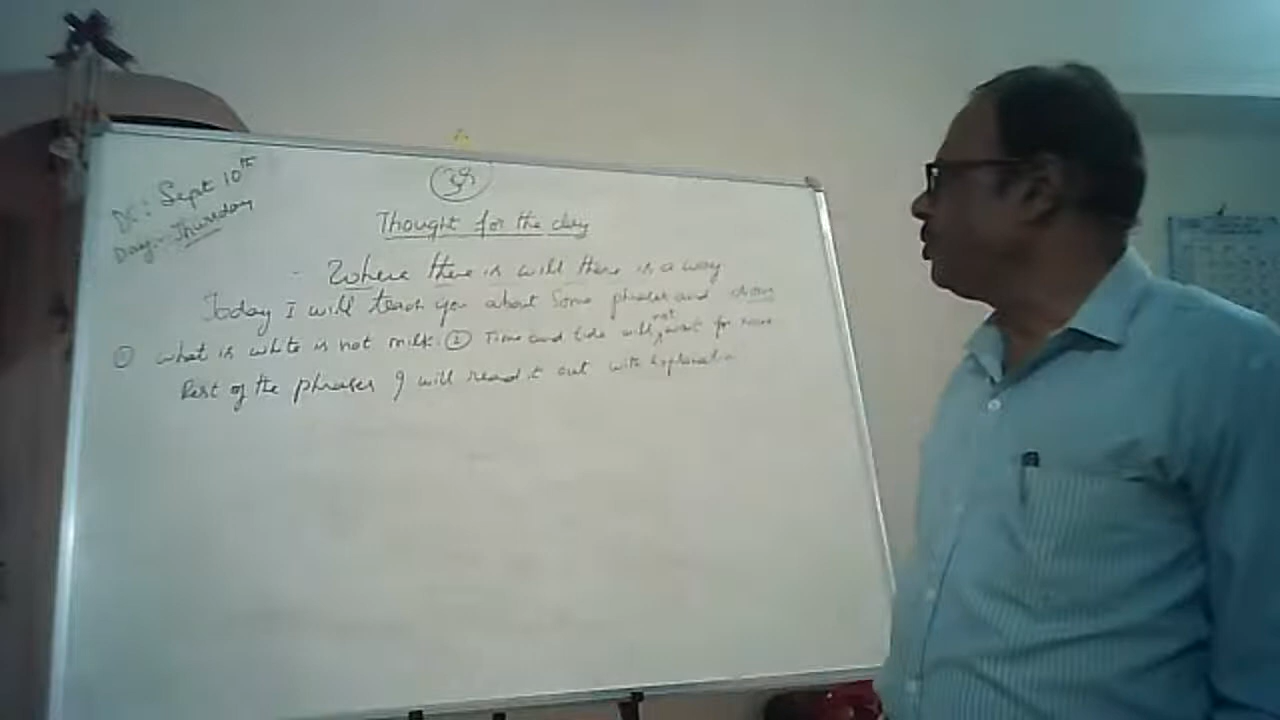 Dt: Sept 10th
Day:- Thursday
Thought for the day
Where there is will there is a way
Today I will teach you about Some phrases and
① what is white is not milk. ② Time and tide will not wait for none
Rest of the phrases I will read it out with